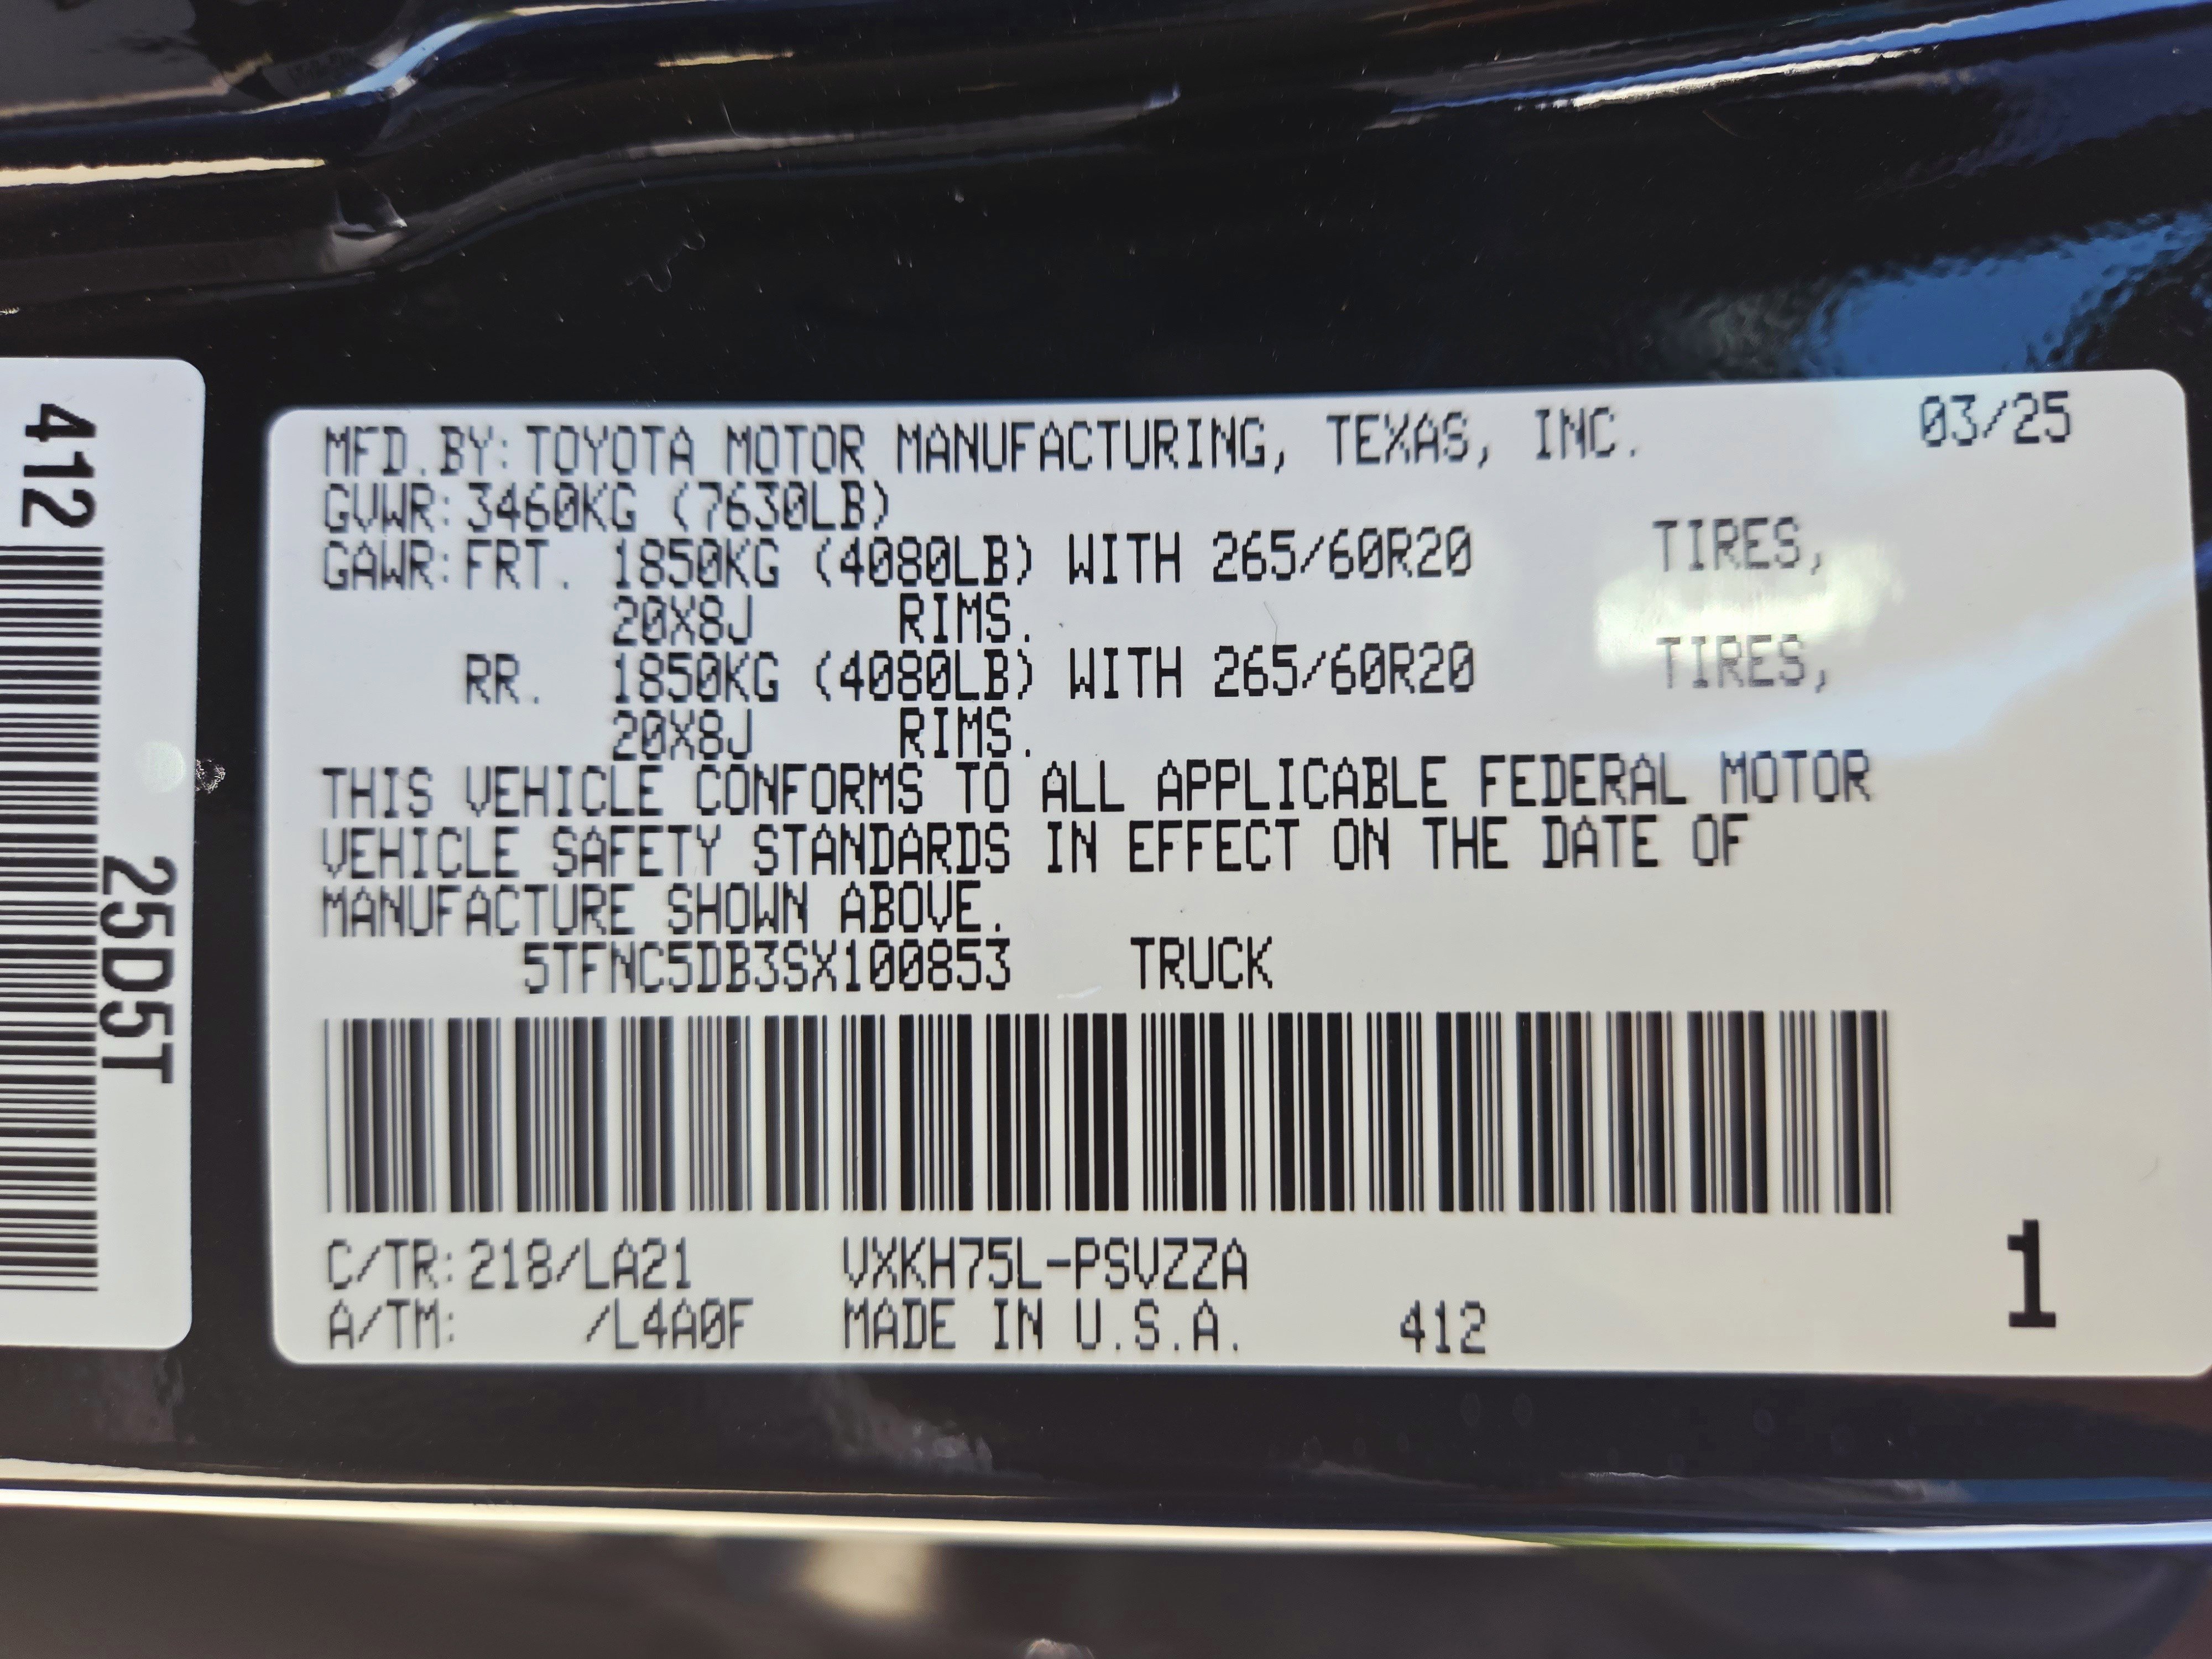 412
25D5T
MFD.BY: TOYOTA MOTOR MANUFACTURING, TEXAS, INC. 03/25
GVWR: 3460KG (7630LB)
GAWR: FRT. 1850KG (4080LB) WITH 265/60R20 TIRES,
20X8J RIMS.
RR. 1850KG (4080LB) WITH 265/60R20 TIRES,
20X8J RIMS.
THIS VEHICLE CONFORMS TO ALL APPLICABLE FEDERAL MOTOR
VEHICLE SAFETY STANDARDS IN EFFECT ON THE DATE OF
MANUFACTURE SHOWN ABOVE.
5TFNC5DB3SX100853 TRUCK
C/TR: 218/LA21 VXKH75L-PSVZZA
A/TM: /L4A0F MADE IN U.S.A. 412
1